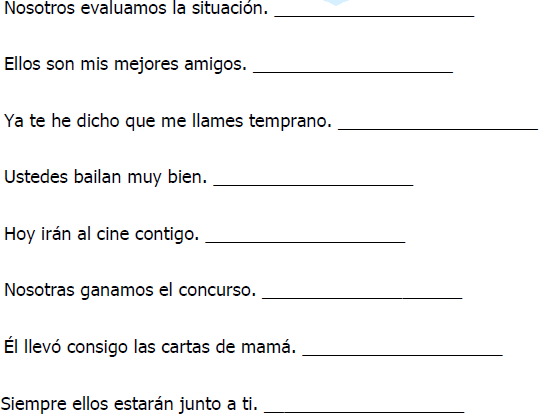 Nosotros evaluamos la situación. ____________________
Ellos son mis mejores amigos. ____________________
Ya te he dicho que me llames temprano. ____________________
Ustedes bailan muy bien. ____________________
Hoy irán al cine contigo. ____________________
Nosotras ganamos el concurso. ____________________
Él llevó consigo las cartas de mamá. ____________________
Siempre ellos estarán junto a ti. ____________________